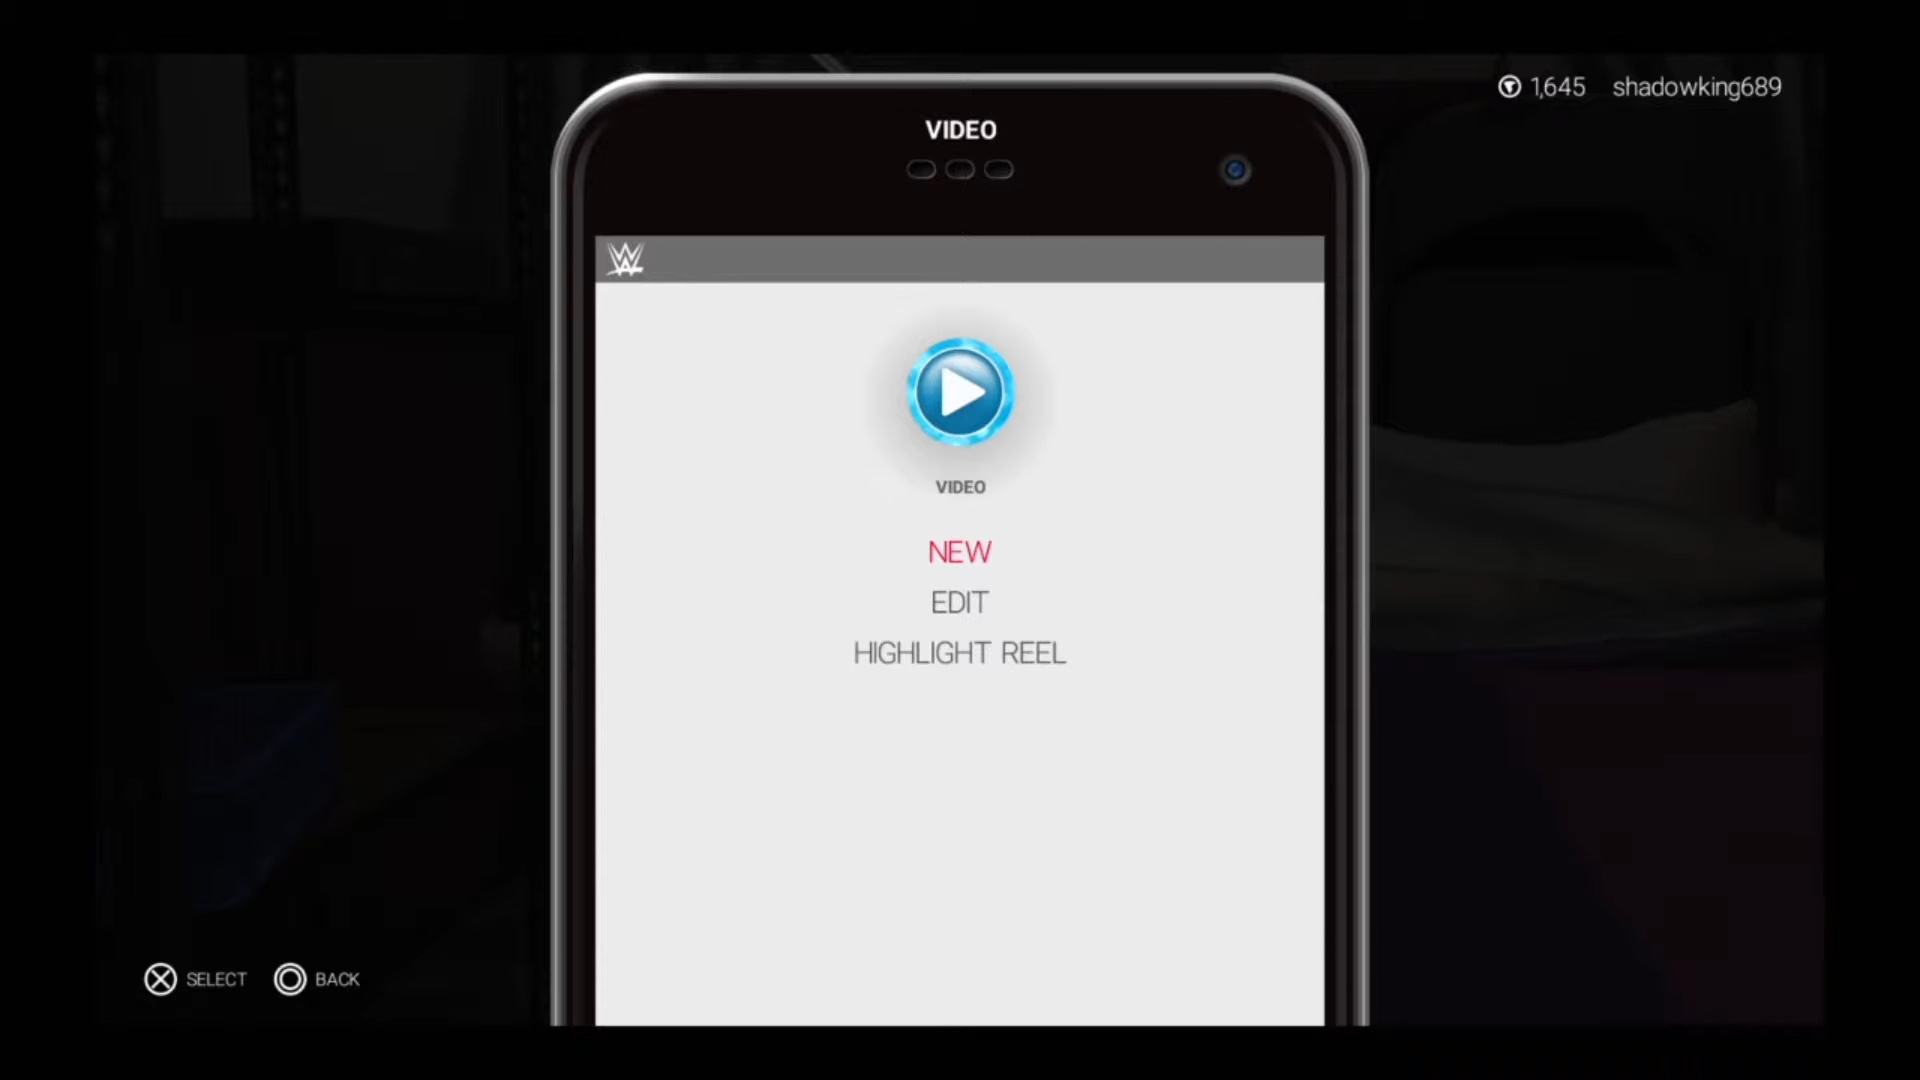 1,645 shadowking689
VIDEO
VIDEO
NEW
EDIT
HIGHLIGHT REEL
SELECT BACK